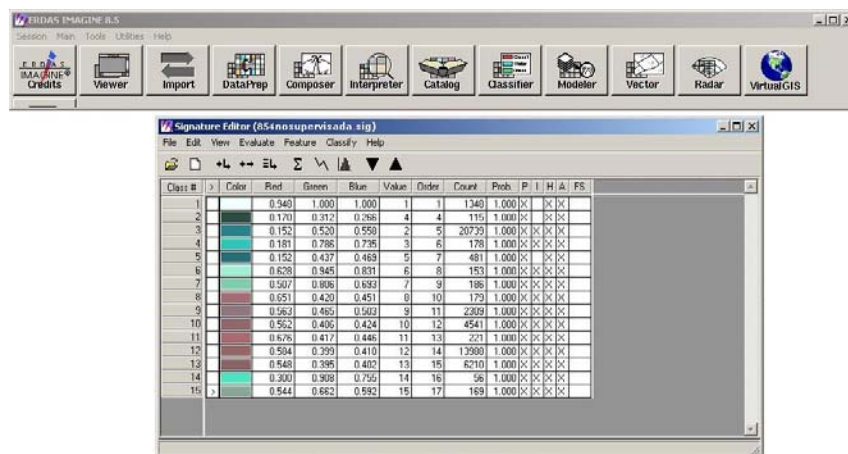 ERDAS IMAGINE 8.5
Session Main Tools Utilities Help
ERDAS
IMAGINE®
Credits
Viewer
Import
DataPrep
Composer
Interpreter
Catalog
Classifier
Modeler
Vector
Radar
VirtualGIS
Signature Editor (854nosupervisada.sig)
File Edit View Evaluate Feature Classify Help
Class # > Color Red Green Blue Value Order Count Prob. P I H A FS
1 0.948 1.000 1.000 1 1 1348 1.000 X X X
2 0.170 0.312 0.266 4 4 115 1.000 X X X
3 0.152 0.520 0.558 2 5 20739 1.000 X X X X
4 0.181 0.786 0.735 3 6 178 1.000 X X X X
5 0.152 0.437 0.469 5 7 481 1.000 X X X
6 0.628 0.945 0.831 6 8 153 1.000 X X X X
7 0.507 0.806 0.693 7 9 186 1.000 X X X X
8 0.651 0.420 0.451 8 10 179 1.000 X X X X
9 0.563 0.465 0.503 9 11 2309 1.000 X X X X
10 0.562 0.406 0.424 10 12 4541 1.000 X X X X
11 0.676 0.417 0.446 11 13 221 1.000 X X X X
12 0.584 0.399 0.410 12 14 13988 1.000 X X X X
13 0.548 0.395 0.402 13 15 6210 1.000 X X X X
14 0.300 0.908 0.755 14 16 56 1.000 X X X X
15 > 0.544 0.662 0.592 15 17 169 1.000 X X X X